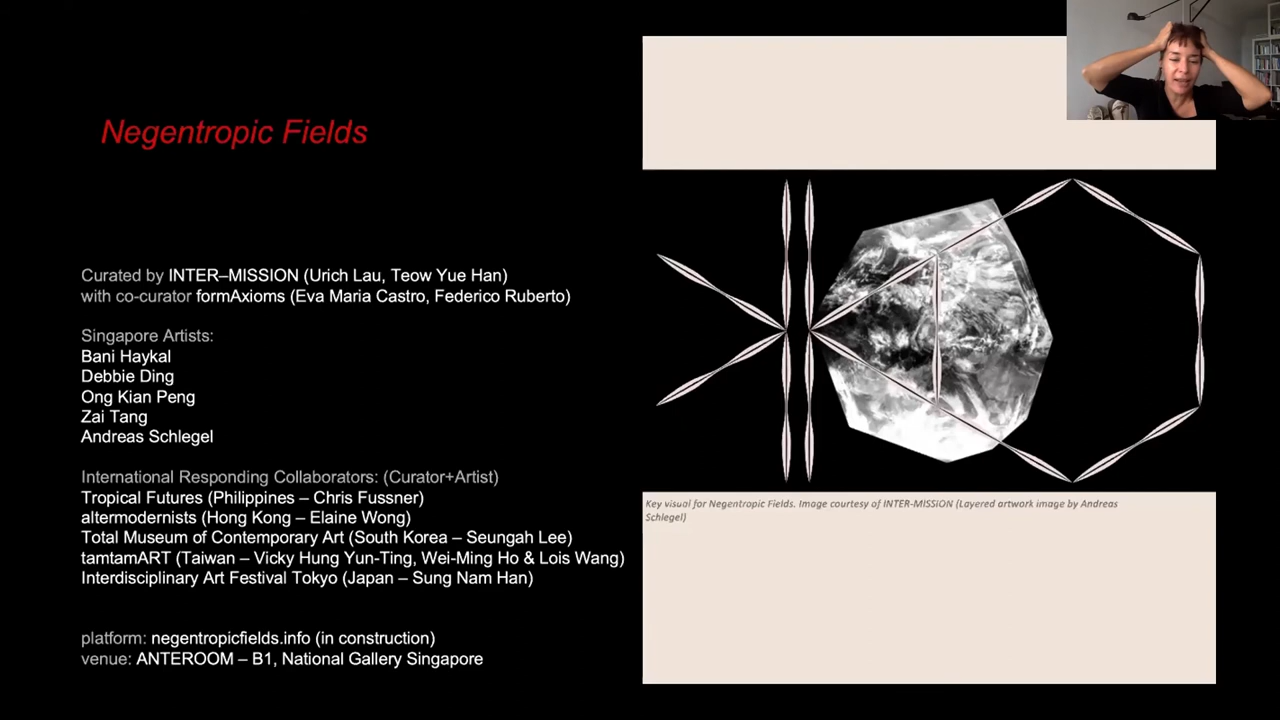 Negentropic Fields
Curated by INTER–MISSION (Urich Lau, Teow Yue Han)
with co-curator formAxioms (Eva Maria Castro, Federico Ruberto)
Singapore Artists:
Bani Haykal
Debbie Ding
Ong Kian Peng
Zai Tang
Andreas Schlegel
International Responding Collaborators: (Curator+Artist)
Tropical Futures (Philippines – Chris Fussner)
altermodernists (Hong Kong – Elaine Wong)
Total Museum of Contemporary Art (South Korea – Seungah Lee)
tamtamART (Taiwan – Vicky Hung Yun-Ting, Wei-Ming Ho & Lois Wang)
Interdisciplinary Art Festival Tokyo (Japan – Sung Nam Han)
platform: negentropicfields.info (in construction)
venue: ANTEROOM – B1, National Gallery Singapore
Key visual for Negentropic Fields. Image courtesy of INTER-MISSION (Layered artwork image by Andreas
Schlegel)